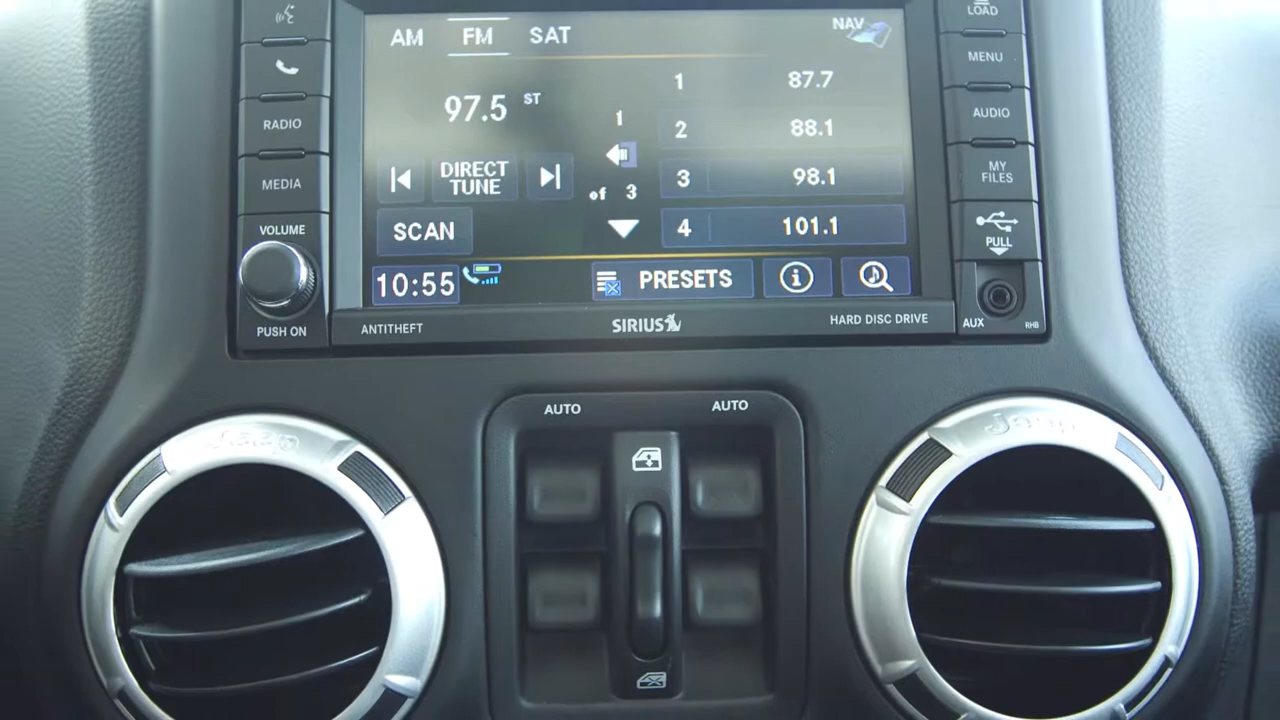 AM FM SAT NAV
LOAD
MENU
RADIO
AUDIO
MEDIA
MY
FILES
VOLUME
PULL
PUSH ON
AUX
RHB
97.5 ST
DIRECT
TUNE
SCAN
1
of 3
1 87.7
2 88.1
3 98.1
4 101.1
10:55
PRESETS
ANTITHEFT
SIRIUS
HARD DISC DRIVE
AUTO AUTO
Jeep
Jeep